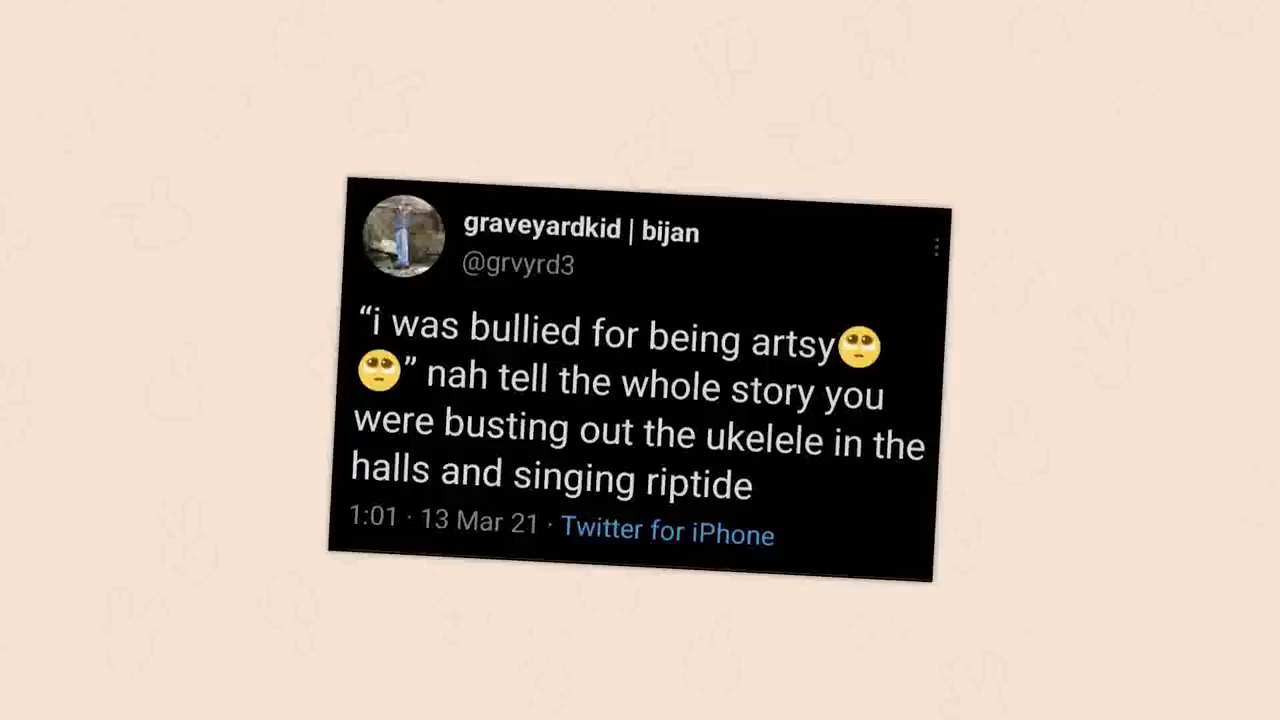 graveyardkid | bijan
@grvyrd3
“i was bullied for being artsy🥺
🥺” nah tell the whole story you
were busting out the ukelele in the
halls and singing riptide
1:01 · 13 Mar 21 · Twitter for iPhone